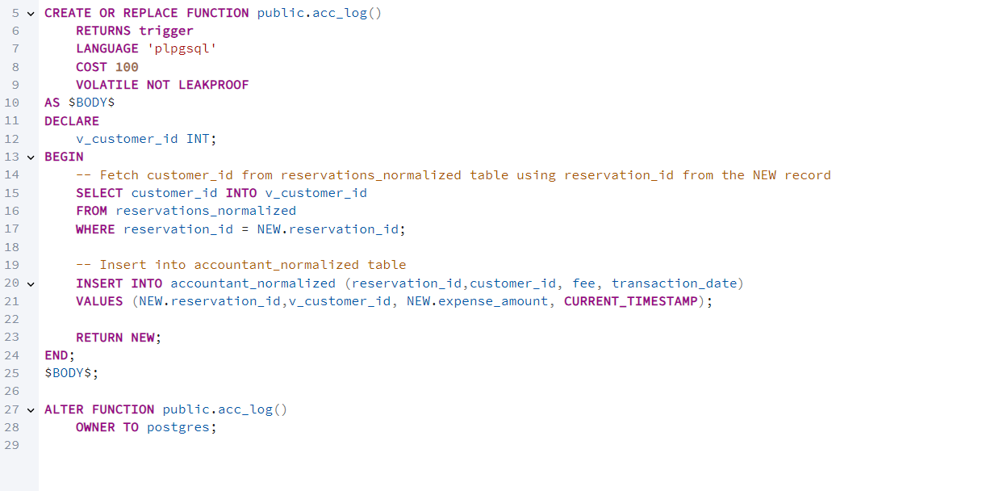 5 CREATE OR REPLACE FUNCTION public.acc_log()
6     RETURNS trigger
7     LANGUAGE 'plpgsql'
8     COST 100
9     VOLATILE NOT LEAKPROOF
10 AS $BODY$
11 DECLARE
12     v_customer_id INT;
13 BEGIN
14     -- Fetch customer_id from reservations_normalized table using reservation_id from the NEW record
15     SELECT customer_id INTO v_customer_id
16     FROM reservations_normalized
17     WHERE reservation_id = NEW.reservation_id;
18
19     -- Insert into accountant_normalized table
20     INSERT INTO accountant_normalized (reservation_id,customer_id, fee, transaction_date)
21     VALUES (NEW.reservation_id,v_customer_id, NEW.expense_amount, CURRENT_TIMESTAMP);
22
23     RETURN NEW;
24 END;
25 $BODY$;
26
27 ALTER FUNCTION public.acc_log()
28     OWNER TO postgres;
29